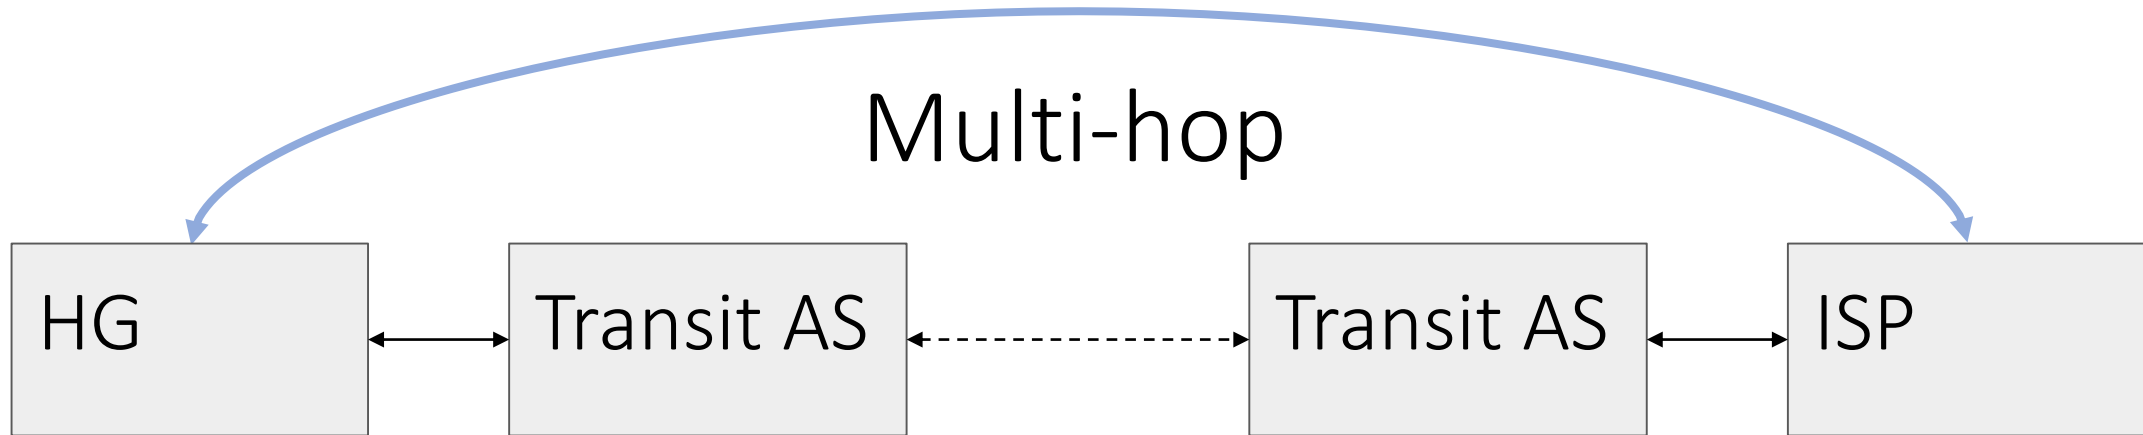 Multi-hop
HG
Transit AS
Transit AS
ISP